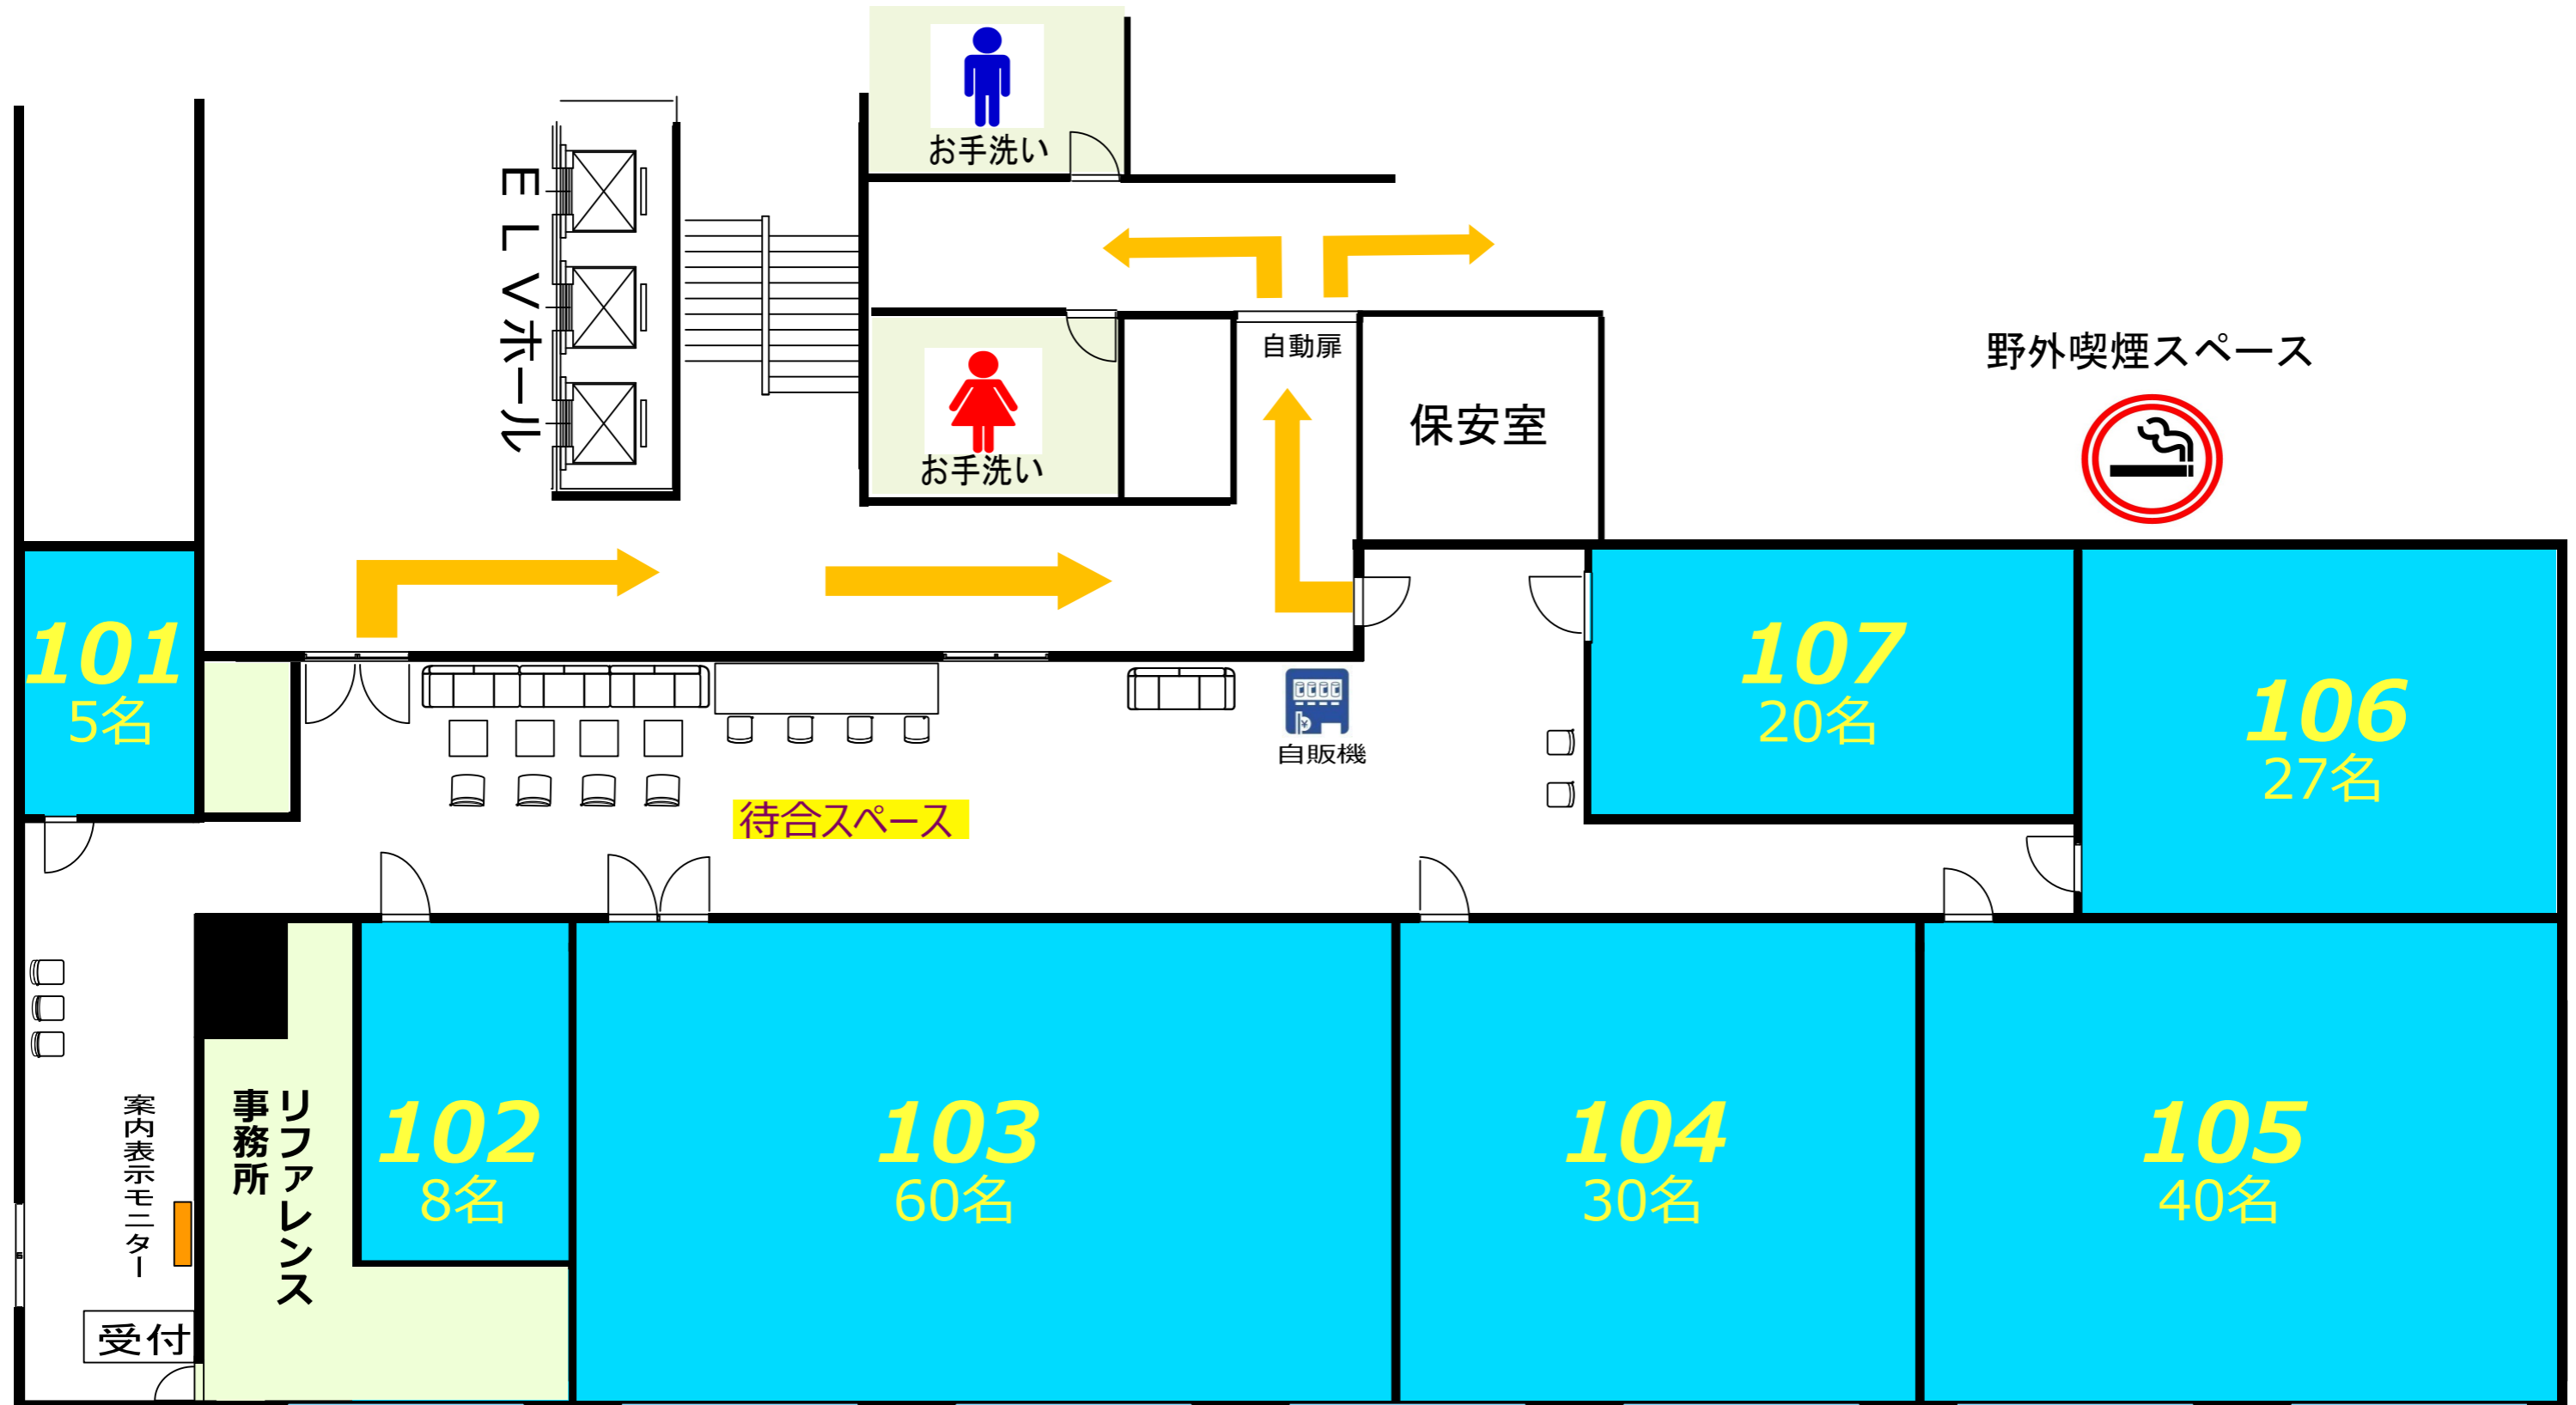 お手洗い
ELVホール
自動扉
保安室
野外喫煙スペース
お手洗い
101
5名
107
20名
106
27名
自販機
待合スペース
案内表示モニター
リファレンス
事務所
102
8名
103
60名
104
30名
105
40名
受付